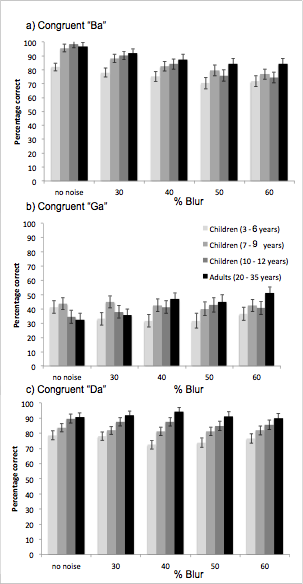 a) Congruent "Ba"
Percentage correct
100
90
80
70
60
50
40
30
20
10
0
no noise 30 40 50 60
% Blur
b) Congruent "Ga"
Percentage correct
100
90
80
70
60
50
40
30
20
10
0
Children (3 - 6 years)
Children (7 - 9 years)
Children (10 - 12 years)
Adults (20 - 35 years)
no noise 30 40 50 60
% Blur
c) Congruent "Da"
Percentage correct
100
90
80
70
60
50
40
30
20
10
0
no noise 30 40 50 60
% Blur